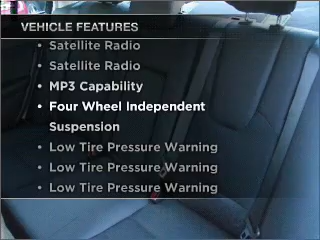 VEHICLE FEATURES
• Satellite Radio
• Satellite Radio
• MP3 Capability
• Four Wheel Independent
Suspension
• Low Tire Pressure Warning
• Low Tire Pressure Warning
• Low Tire Pressure Warning